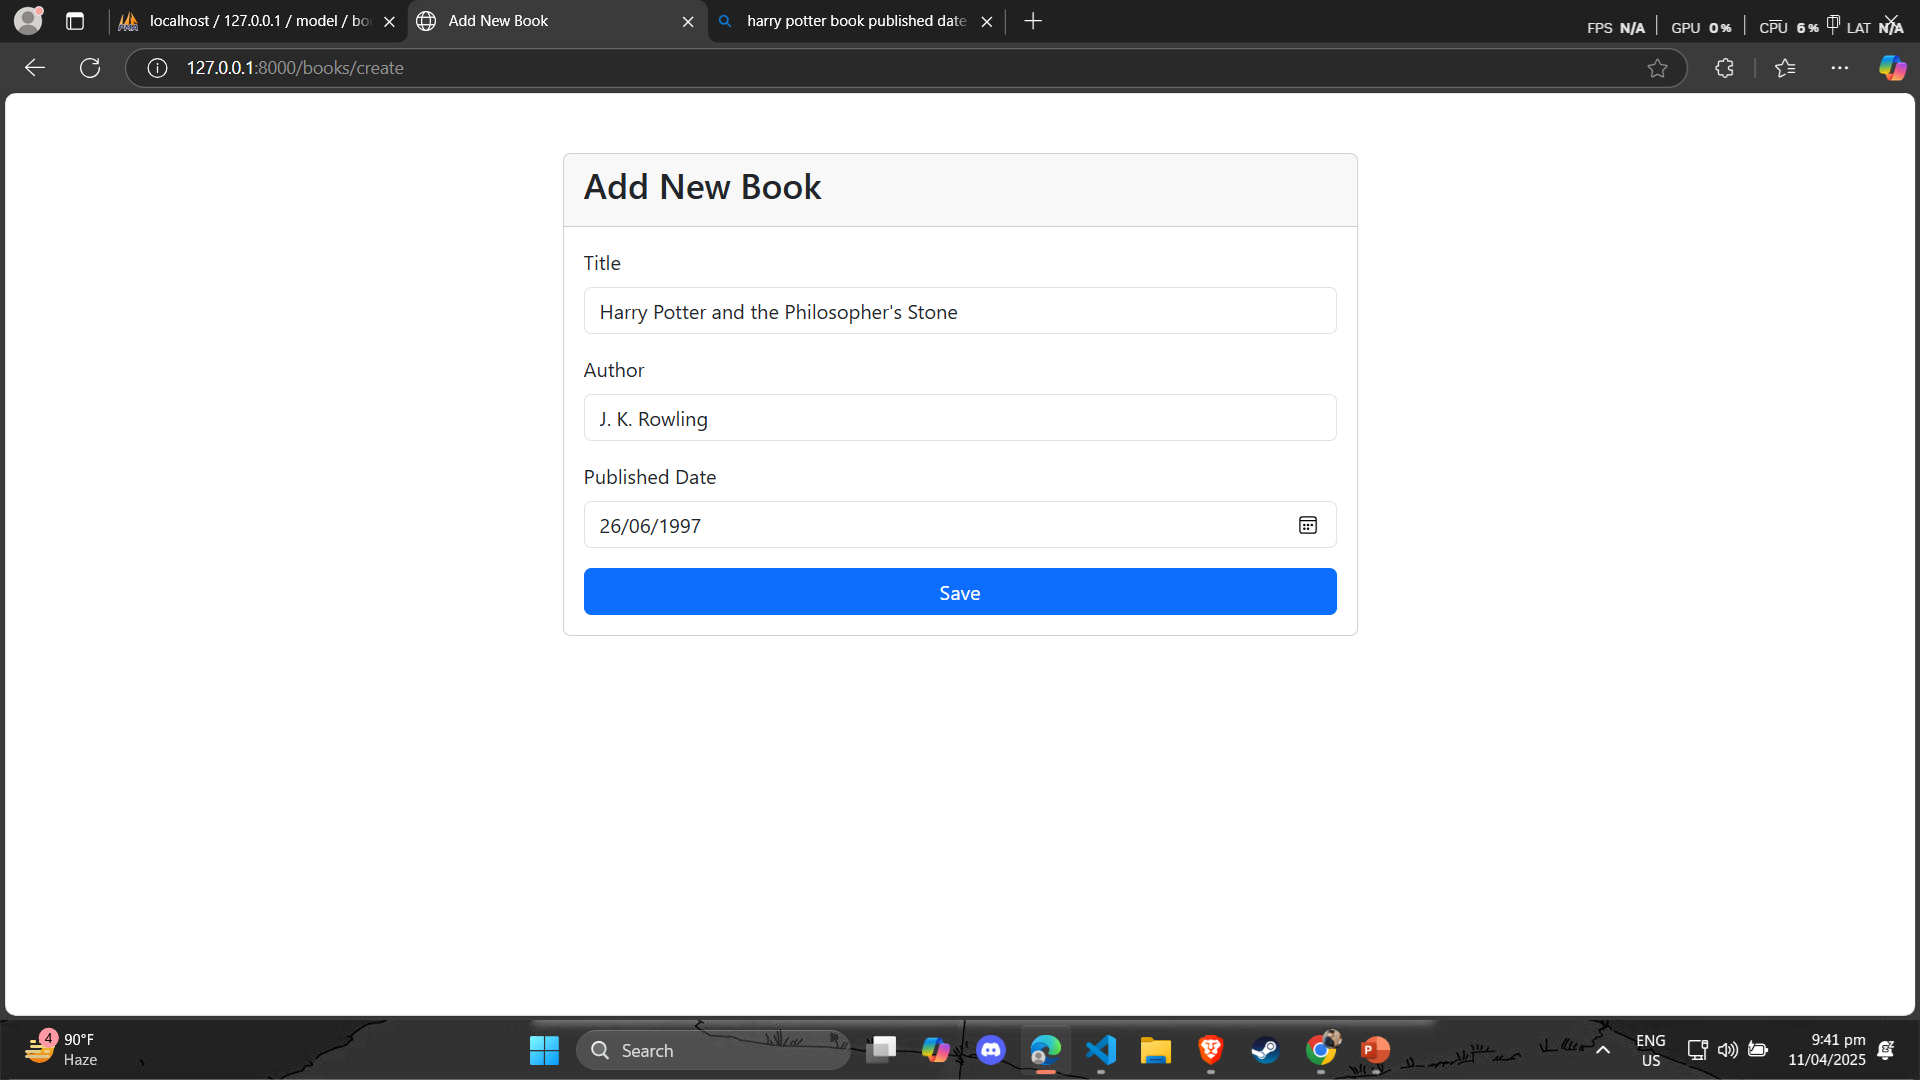 localhost / 127.0.0.1 / model / bo
Add New Book
harry potter book published date
FPS N/A
GPU 0%
CPU 6%
LAT N/A
127.0.0.1:8000/books/create
Add New Book
Title
Harry Potter and the Philosopher's Stone
Author
J. K. Rowling
Published Date
26/06/1997
Save
4
90°F
Haze
Search
ENG
US
9:41 pm
11/04/2025